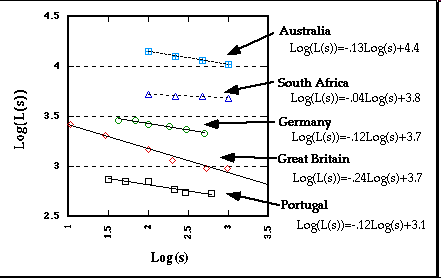 4.5
4
3.5
3
2.5
Log(L(s))
1
1.5
2
2.5
3
3.5
Log(s)
Australia
Log(L(s))=-.13Log(s)+4.4
South Africa
Log(L(s))=-.04Log(s)+3.8
Germany
Log(L(s))=-.12Log(s)+3.7
Great Britain
Log(L(s))=-.24Log(s)+3.7
Portugal
Log(L(s))=-.12Log(s)+3.1